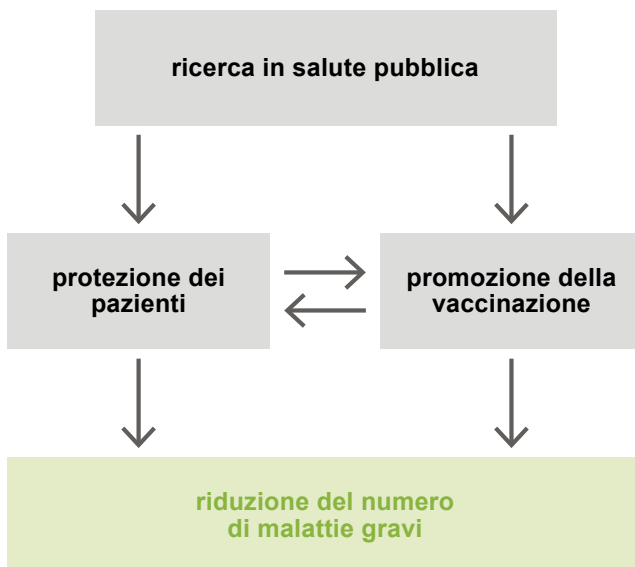 ricerca in salute pubblica
protezione dei
pazienti
promozione della
vaccinazione
riduzione del numero
di malattie gravi